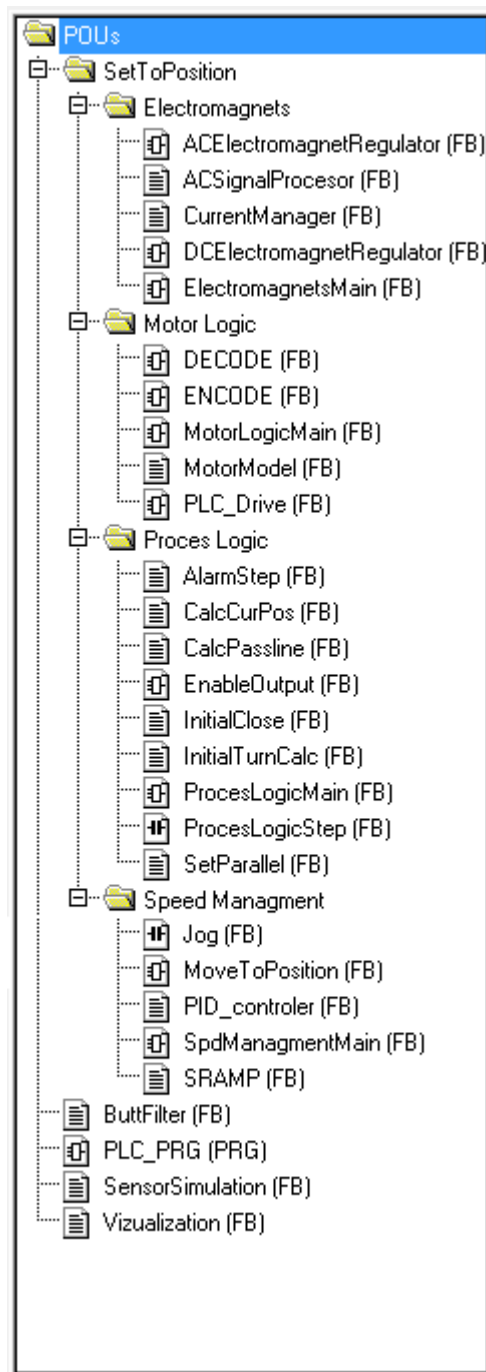 POUs
SetToPosition
Electromagnets
ACElectromagnetRegulator (FB)
ACSignalProcesor (FB)
CurrentManager (FB)
DCElectromagnetRegulator (FB)
ElectromagnetsMain (FB)
Motor Logic
DECODE (FB)
ENCODE (FB)
MotorLogicMain (FB)
MotorModel (FB)
PLC_Drive (FB)
Proces Logic
AlarmStep (FB)
CalcCurPos (FB)
CalcPassline (FB)
EnableOutput (FB)
InitialClose (FB)
InitialTurnCalc (FB)
ProcesLogicMain (FB)
ProcesLogicStep (FB)
SetParallel (FB)
Speed Managment
Jog (FB)
MoveToPosition (FB)
PID_controler (FB)
SpdManagmentMain (FB)
SRAMP (FB)
ButtFilter (FB)
PLC_PRG (PRG)
SensorSimulation (FB)
Vizualization (FB)